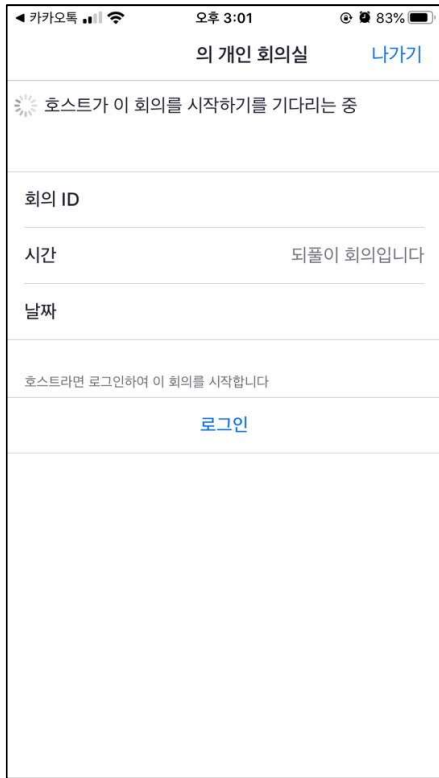 ◀ 카카오톡 오후 3:01 83%
의 개인 회의실 나가기
호스트가 이 회의를 시작하기를 기다리는 중
회의 ID
시간 되풀이 회의입니다
날짜
호스트라면 로그인하여 이 회의를 시작합니다
로그인